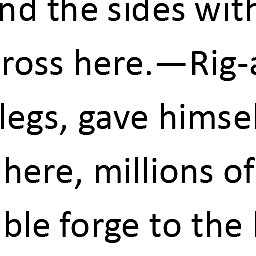 nd the sides with
ross here.—Rig-a
legs, gave himsel
here, millions of
ble forge to the